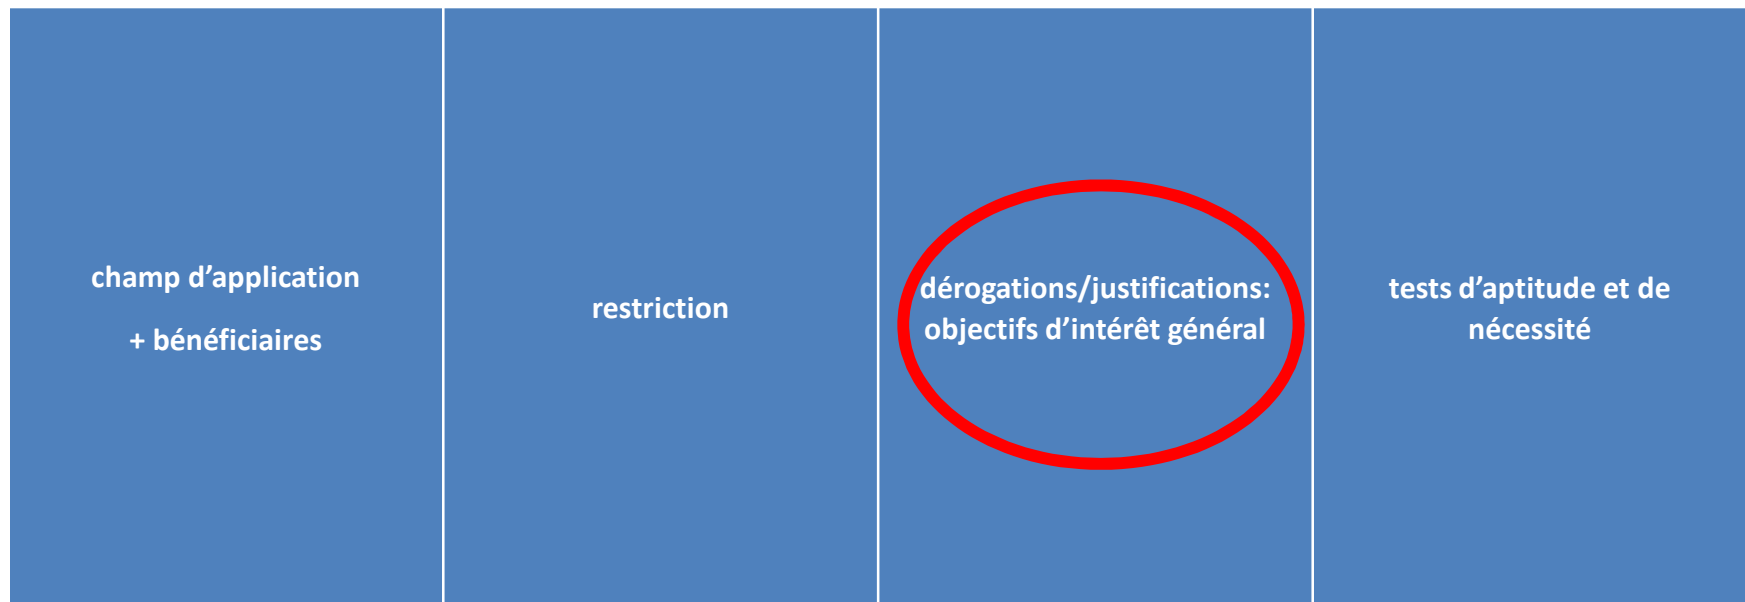 champ d’application
+ bénéficiaires
restriction
dérogations/justifications:
objectifs d’intérêt général
tests d’aptitude et de
nécessité